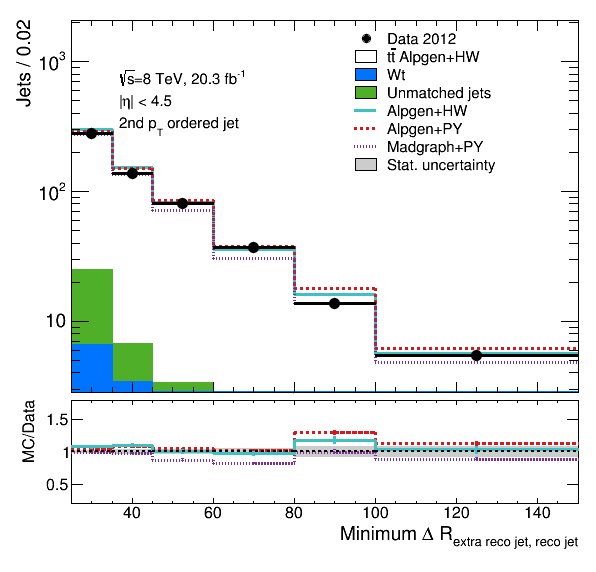 Jets / 0.02
10³
10²
10
√s=8 TeV, 20.3 fb⁻¹
|η| < 4.5
2nd p_T ordered jet
Data 2012
tt̄ Alpgen+HW
Wt
Unmatched jets
Alpgen+HW
Alpgen+PY
Madgraph+PY
Stat. uncertainty
MC/Data
1.5
1
0.5
40 60 80 100 120 140
Minimum Δ R_extra reco jet, reco jet